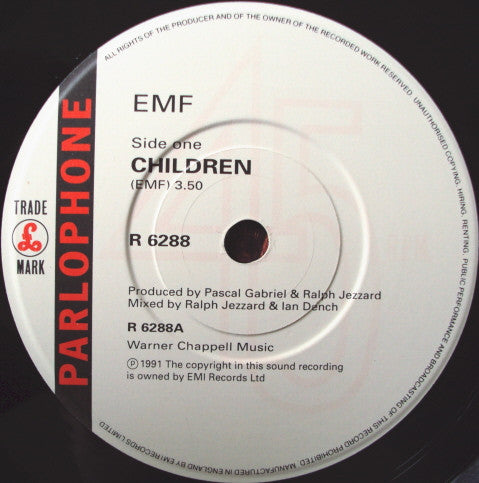 ALL RIGHTS OF THE PRODUCER AND OF THE OWNER OF THE RECORDED WORK RESERVED. UNAUTHORISED COPYING, HIRING, RENTING, PUBLIC PERFORMANCE AND BROADCASTING OF THIS RECORD PROHIBITED. MANUFACTURED IN ENGLAND BY EMI RECORDS LIMITED
PARLOPHONE
TRADE
£
MARK
EMF
Side one
CHILDREN
(EMF) 3.50
R 6288
45
Produced by Pascal Gabriel & Ralph Jezzard
Mixed by Ralph Jezzard & Ian Dench
R 6288A
Warner Chappell Music
℗ 1991 The copyright in this sound recording
is owned by EMI Records Ltd